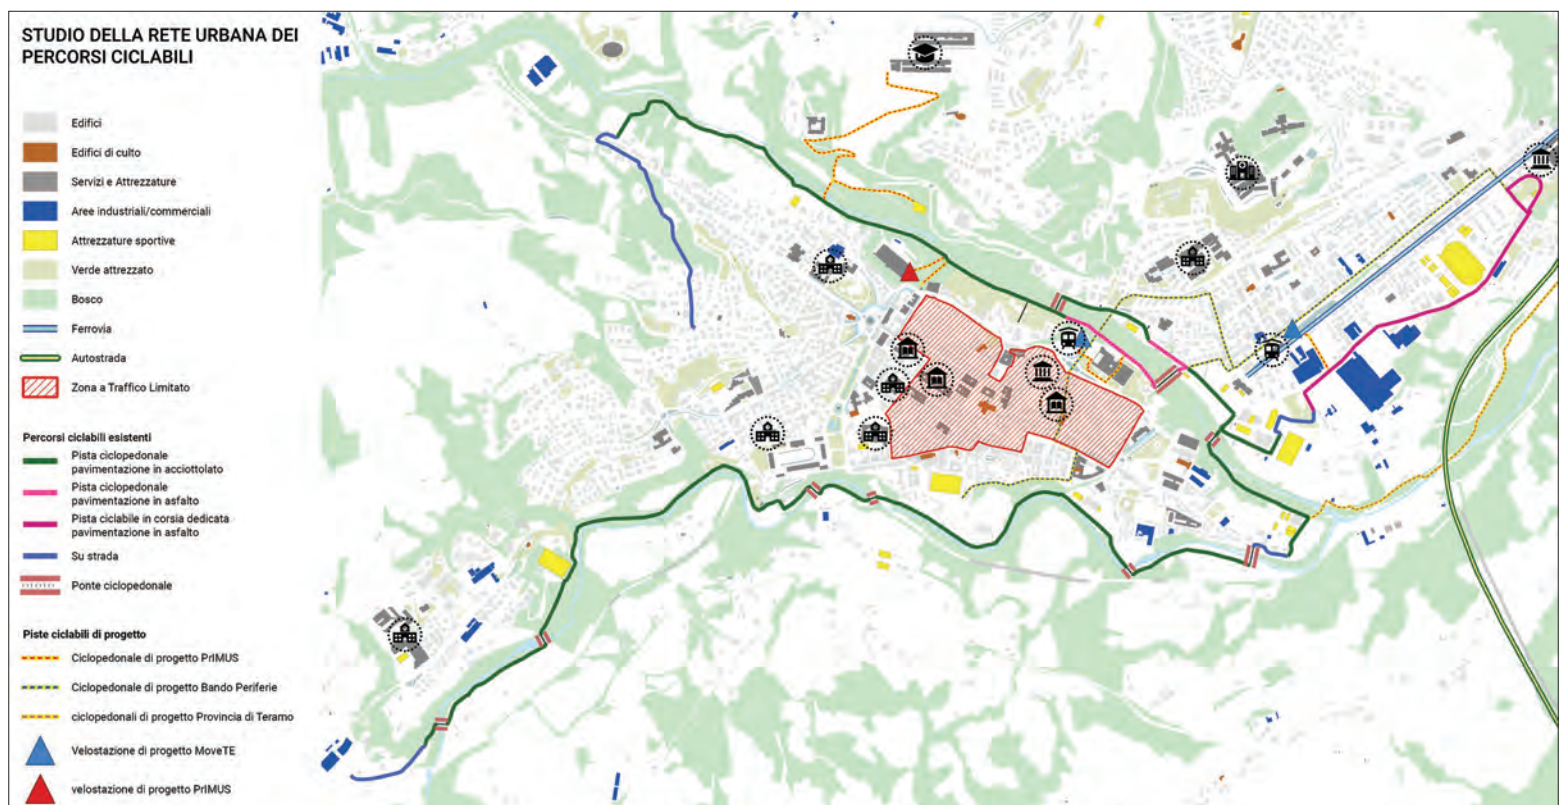 STUDIO DELLA RETE URBANA DEI
PERCORSI CICLABILI
Edifici
Edifici di culto
Servizi e Attrezzature
Aree industriali/commerciali
Attrezzature sportive
Verde attrezzato
Bosco
Ferrovia
Autostrada
Zona a Traffico Limitato
Percorsi ciclabili esistenti
Pista ciclopedonale
pavimentazione in acciottolato
Pista ciclopedonale
pavimentazione in asfalto
Pista ciclabile in corsia dedicata
pavimentazione in asfalto
Su strada
Ponte ciclopedonale
Piste ciclabili di progetto
Ciclopedonale di progetto PrIMUS
Ciclopedonale di progetto Bando Periferie
ciclopedonali di progetto Provincia di Teramo
Velostazione di progetto MoveTE
velostazione di progetto PrIMUS